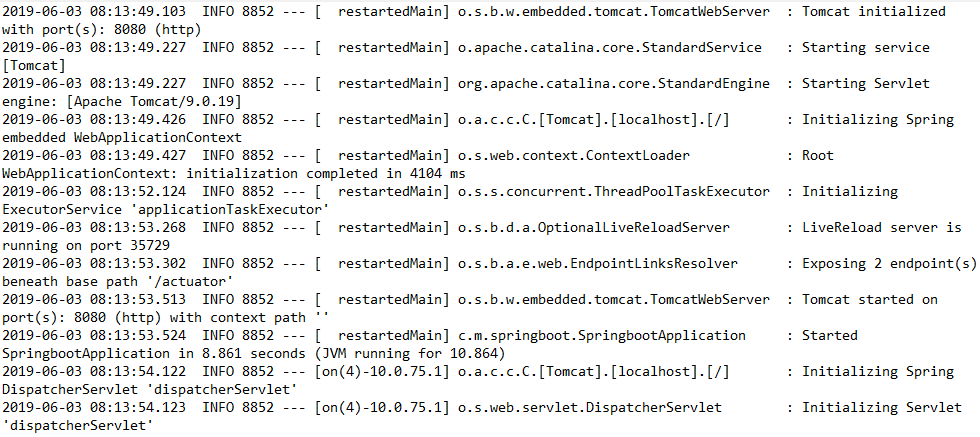 2019-06-03 08:13:49.103  INFO 8852 --- [  restartedMain] o.s.b.w.embedded.tomcat.TomcatWebServer  : Tomcat initialized
with port(s): 8080 (http)
2019-06-03 08:13:49.227  INFO 8852 --- [  restartedMain] o.apache.catalina.core.StandardService   : Starting service
[Tomcat]
2019-06-03 08:13:49.227  INFO 8852 --- [  restartedMain] org.apache.catalina.core.StandardEngine  : Starting Servlet
engine: [Apache Tomcat/9.0.19]
2019-06-03 08:13:49.426  INFO 8852 --- [  restartedMain] o.a.c.c.C.[Tomcat].[localhost].[/]       : Initializing Spring
embedded WebApplicationContext
2019-06-03 08:13:49.427  INFO 8852 --- [  restartedMain] o.s.web.context.ContextLoader            : Root
WebApplicationContext: initialization completed in 4104 ms
2019-06-03 08:13:52.124  INFO 8852 --- [  restartedMain] o.s.s.concurrent.ThreadPoolTaskExecutor  : Initializing
ExecutorService 'applicationTaskExecutor'
2019-06-03 08:13:53.268  INFO 8852 --- [  restartedMain] o.s.b.d.a.OptionalLiveReloadServer       : LiveReload server is
running on port 35729
2019-06-03 08:13:53.302  INFO 8852 --- [  restartedMain] o.s.b.a.e.web.EndpointLinksResolver      : Exposing 2 endpoint(s)
beneath base path '/actuator'
2019-06-03 08:13:53.513  INFO 8852 --- [  restartedMain] o.s.b.w.embedded.tomcat.TomcatWebServer  : Tomcat started on
port(s): 8080 (http) with context path ''
2019-06-03 08:13:53.524  INFO 8852 --- [  restartedMain] c.m.springboot.SpringbootApplication     : Started
SpringbootApplication in 8.861 seconds (JVM running for 10.864)
2019-06-03 08:13:54.122  INFO 8852 --- [on(4)-10.0.75.1] o.a.c.c.C.[Tomcat].[localhost].[/]       : Initializing Spring
DispatcherServlet 'dispatcherServlet'
2019-06-03 08:13:54.123  INFO 8852 --- [on(4)-10.0.75.1] o.s.web.servlet.DispatcherServlet        : Initializing Servlet
'dispatcherServlet'